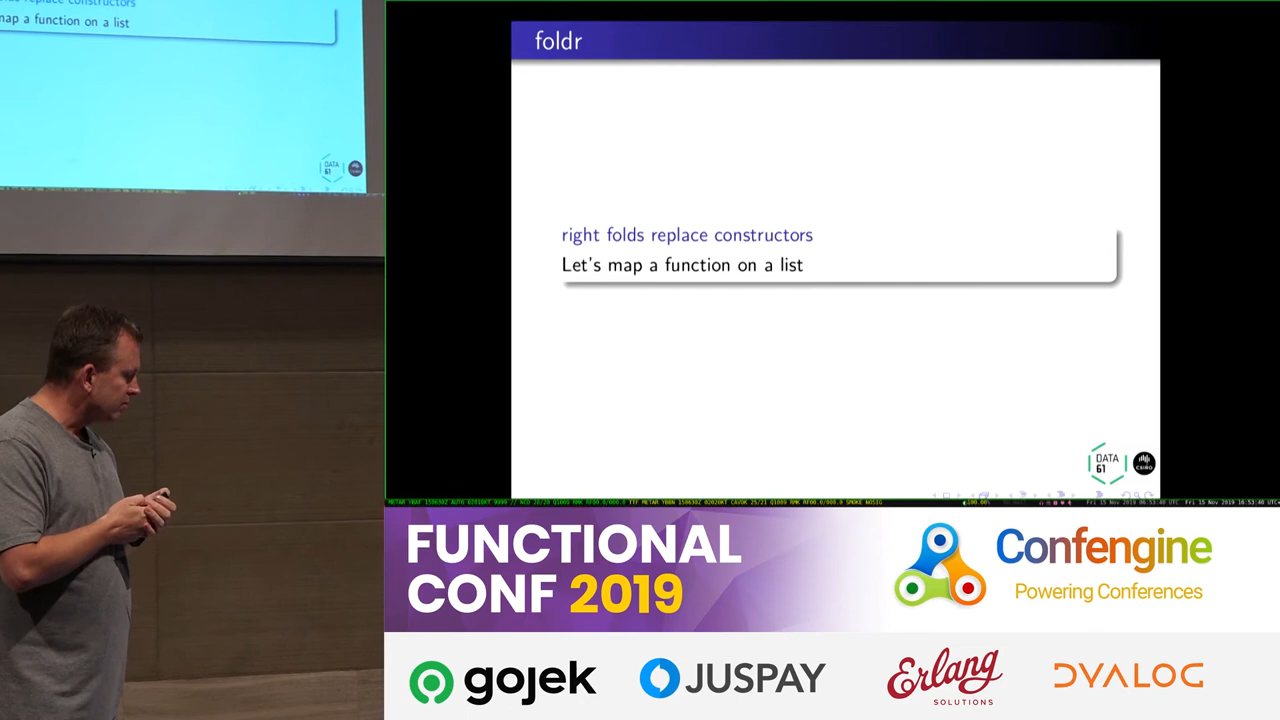 map a function on a list
DATA
61
foldr
right folds replace constructors
Let's map a function on a list
DATA
61
CSIRO
FUNCTIONAL
CONF 2019
Confengine
Powering Conferences
gojek
JUSPAY
Erlang
SOLUTIONS
DYALOG